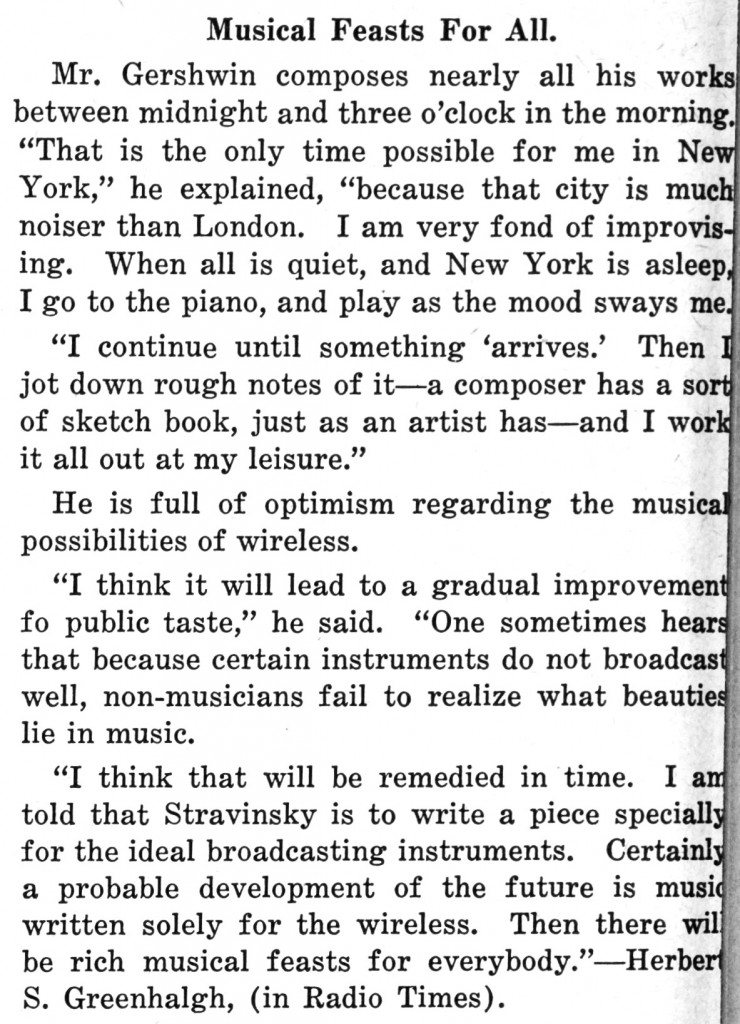 Musical Feasts For All.
Mr. Gershwin composes nearly all his works
between midnight and three o’clock in the morning.
“That is the only time possible for me in New
York,” he explained, “because that city is much
noiser than London. I am very fond of improvis-
ing. When all is quiet, and New York is asleep,
I go to the piano, and play as the mood sways me.
“I continue until something ‘arrives.’ Then I
jot down rough notes of it—a composer has a sort
of sketch book, just as an artist has—and I work
it all out at my leisure.”
He is full of optimism regarding the musical
possibilities of wireless.
“I think it will lead to a gradual improvement
fo public taste,” he said. “One sometimes hears
that because certain instruments do not broadcast
well, non-musicians fail to realize what beauties
lie in music.
“I think that will be remedied in time. I am
told that Stravinsky is to write a piece specially
for the ideal broadcasting instruments. Certainly
a probable development of the future is music
written solely for the wireless. Then there will
be rich musical feasts for everybody.”—Herbert
S. Greenhalgh, (in Radio Times).